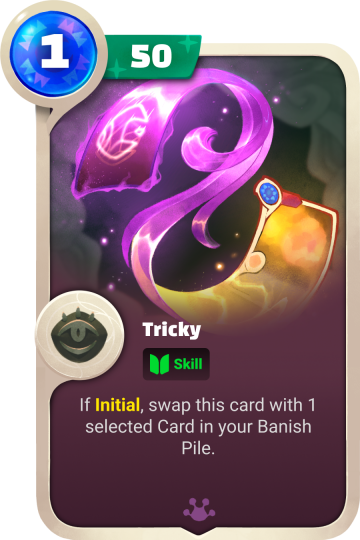 1
50
Tricky
Skill
If Initial, swap this card with 1
selected Card in your Banish
Pile.